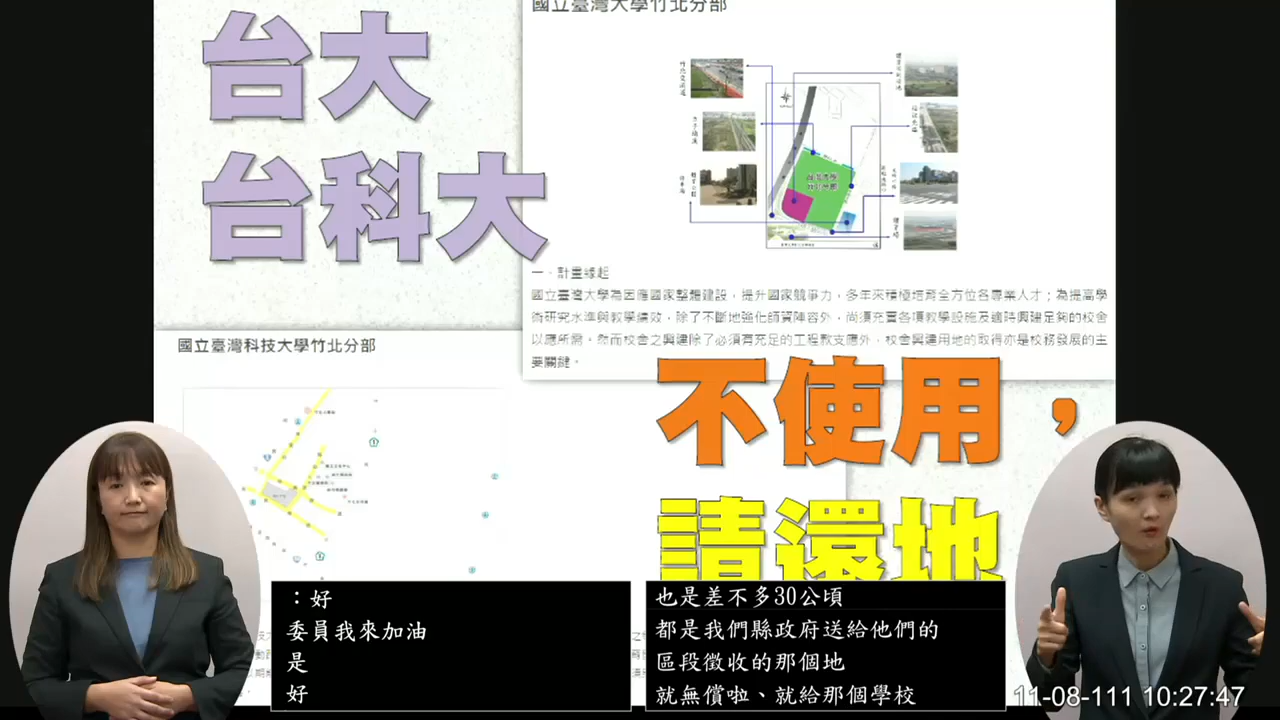 國立臺灣大學竹北分部
台大
台科大
一、計畫緣起
國立臺灣大學為因應國家整體建設，提升國家競爭力，多年來積極培育全方位各專業人才；為提高學
術研究水準與教學績效，除了不斷地強化師資陣容外，尚須充實各項教學設施及適時興建足夠的校舍
以應所需。然而校舍之興建除了必須有充足的工程款支應外，校舍興建用地的取得亦是校務發展的主
要關鍵。
國立臺灣科技大學竹北分部
不使用，
請還地
：好
委員我來加油
是
好
也是差不多30公頃
都是我們縣政府送給他們的
區段徵收的那個地
就無償啦、就給那個學校
11-08-111 10:27:47